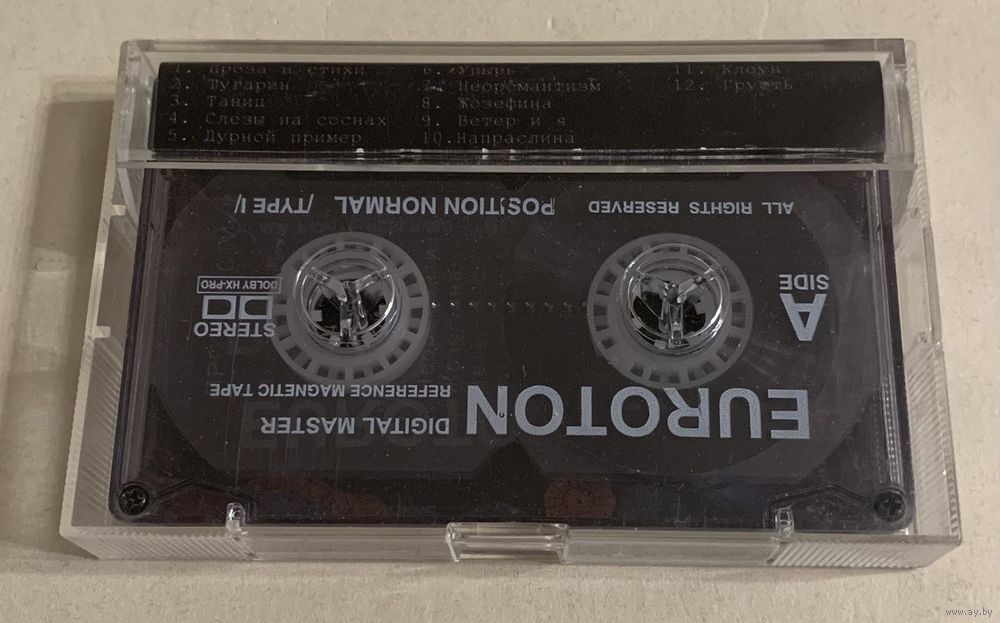 1. Проза и стихи
2. Тугарин
3. Таниц
4. Слезы на соснах
5. Дурной пример
6. Упырь
7. Неоромантизм
8. Жозефина
9. Ветер и я
10. Напраслина
11. Клоун
12. Грусть
EUROTON
DIGITAL MASTER
REFERENCE MAGNETIC TAPE
A
SIDE
STEREO
DOLBY HX-PRO
ALL RIGHTS RESERVED
POSITION NORMAL /TYPE I/
www.ay.by